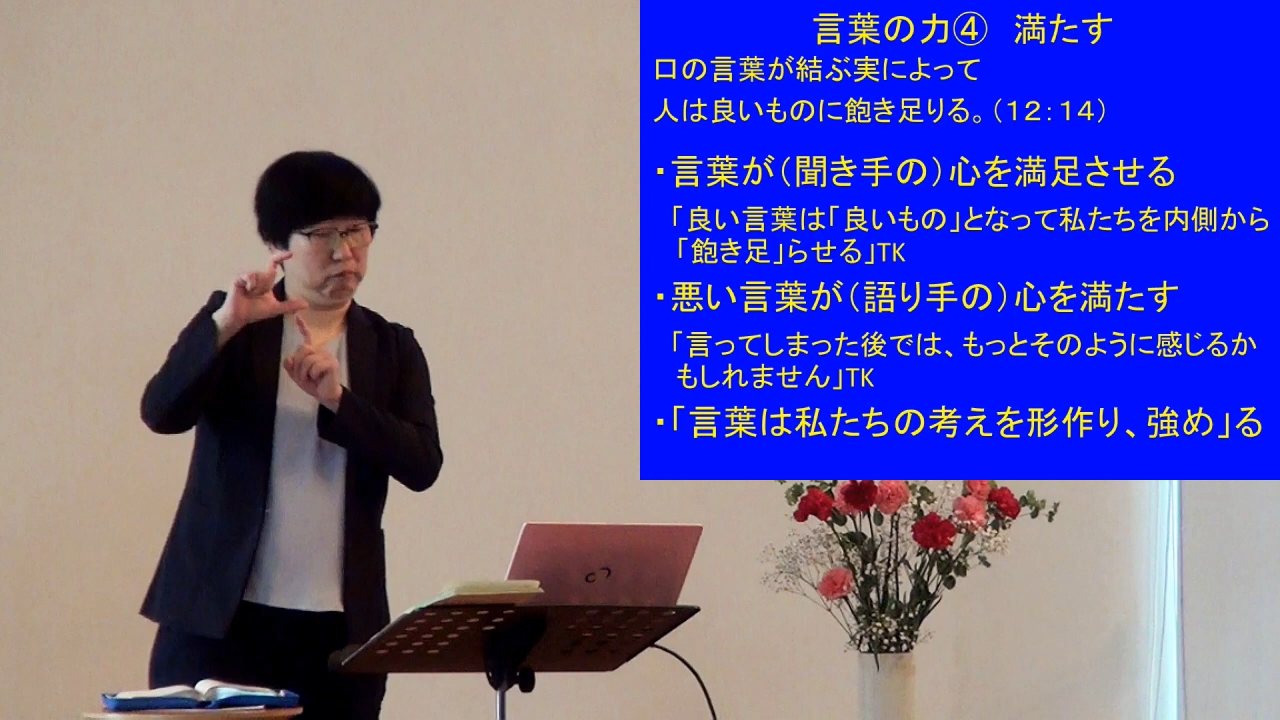 言葉の力④　満たす
口の言葉が結ぶ実によって
人は良いものに飽き足りる。（１２：１４）
・言葉が（聞き手の）心を満足させる
「良い言葉は「良いもの」となって私たちを内側から
「飽き足」らせる」TK
・悪い言葉が（語り手の）心を満たす
「言ってしまった後では、もっとそのように感じるか
もしれません」TK
・「言葉は私たちの考えを形作り、強め」る